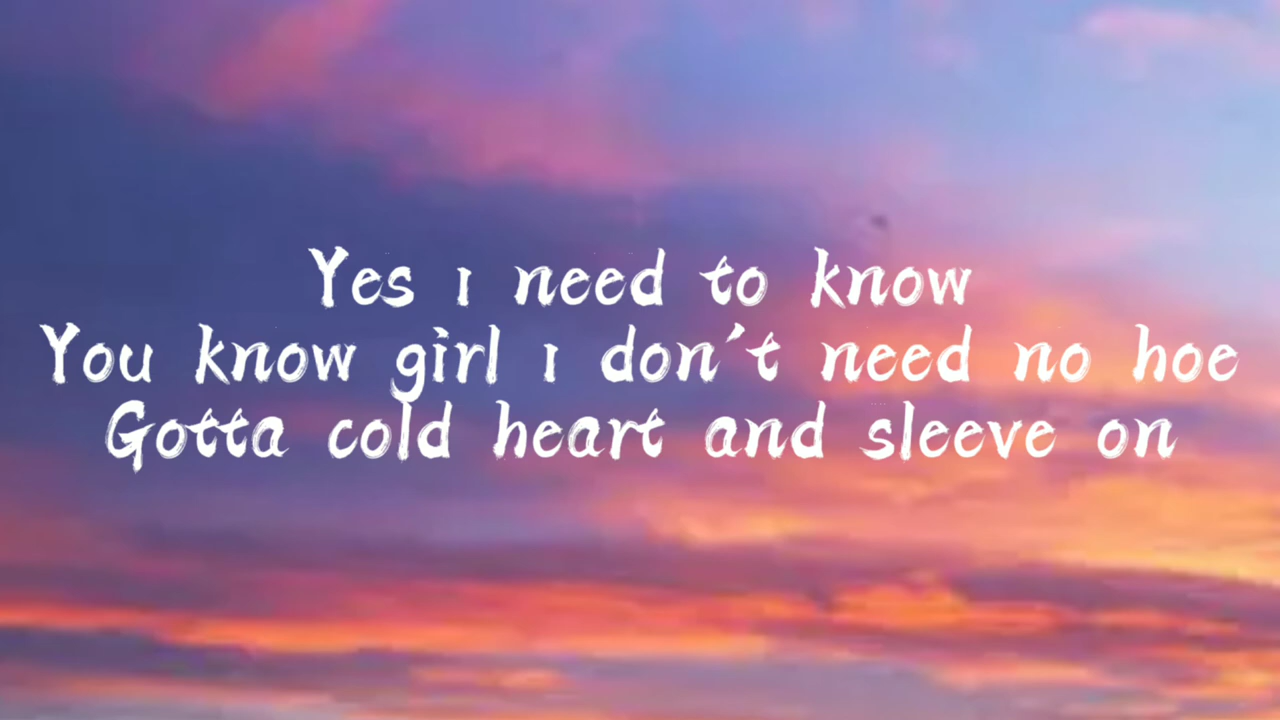 Yes ı need to know
You know girl ı don't need no hoe
Gotta cold heart and sleeve on